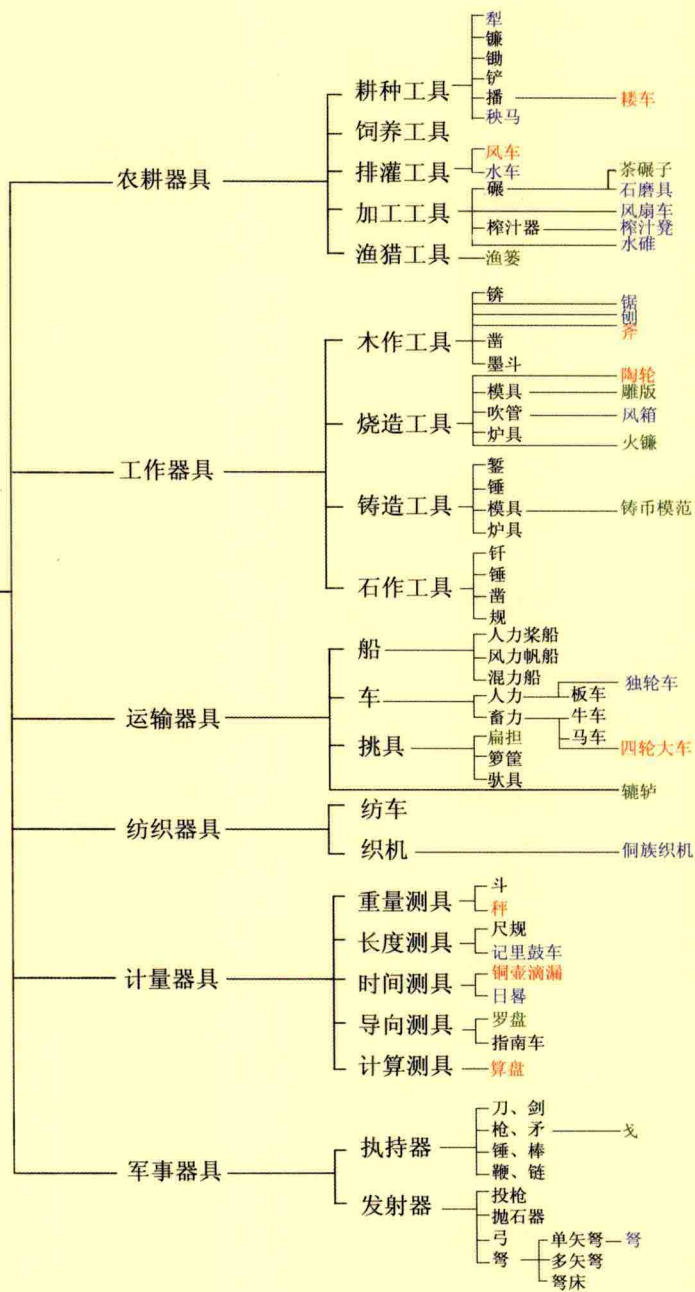 农耕器具
耕种工具
犁
镰
锄
铲
播
耧车
秧马
饲养工具
排灌工具
风车
水车
加工工具
碾
茶碾子
石磨具
风扇车
榨汁器
榨汁凳
水碓
渔猎工具
渔篓
工作器具
木作工具
锛
锯
刨
斧
凿
墨斗
烧造工具
陶轮
模具
雕版
吹管
风箱
炉具
火镰
铸造工具
錾
锤
模具
铸币模范
炉具
石作工具
钎
锤
凿
规
运输器具
船
人力桨船
风力帆船
混力船
车
人力
独轮车
板车
畜力
牛车
马车
四轮大车
挑具
扁担
箩筐
驮具
辘轳
纺织器具
纺车
织机
侗族织机
计量器具
重量测具
斗
秤
长度测具
尺规
记里鼓车
时间测具
铜壶滴漏
日晷
导向测具
罗盘
指南车
计算测具
算盘
军事器具
执持器
刀、剑
枪、矛
戈
锤、棒
鞭、链
发射器
投枪
抛石器
弓
弩
单矢弩
弩
多矢弩
弩床